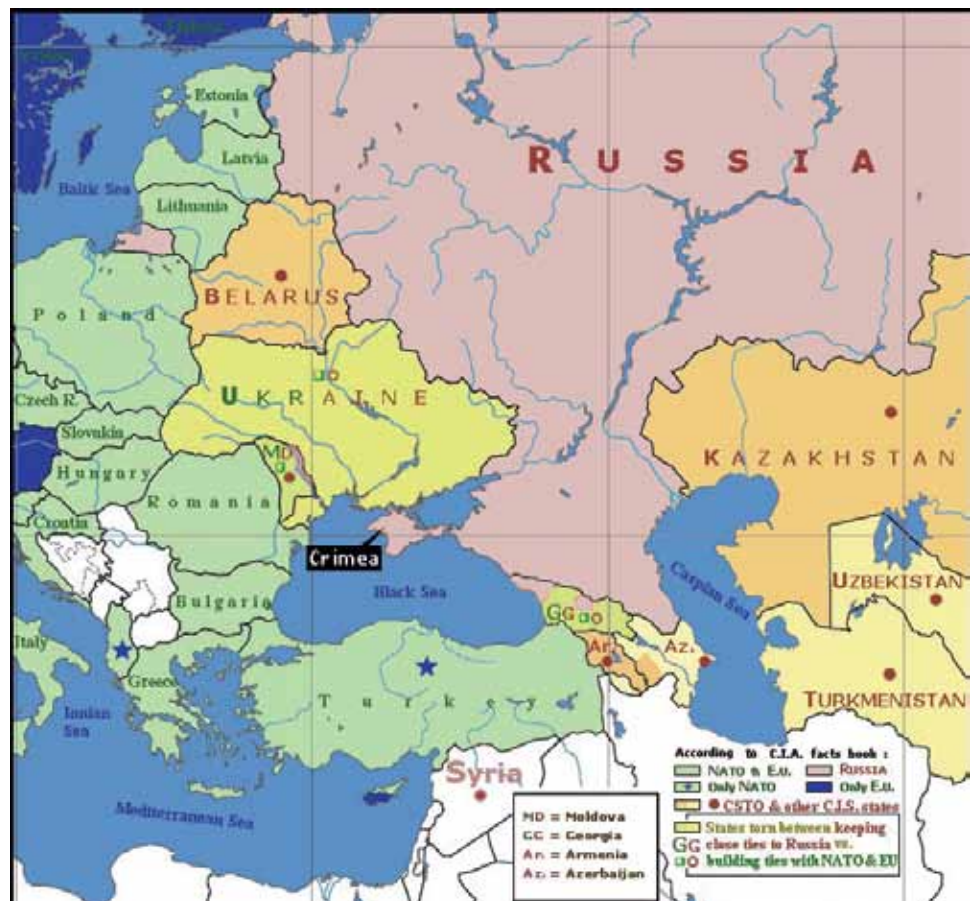 Estonia
Latvia
Baltic Sea
Lithmania
RUSSIA
BELARUS
Poland
UKRAINE
Czech R.
Slovakia
MD
Hungary
KAZAKHSTAN
Romania
Croatia
Crimea
Caspian Sea
UZBEKISTAN
Black Sea
Bulgaria
GG
Italy
Ar.
Az.
Greece
Turkey
TURKMENISTAN
Innian
Sea
Syria
Mediterranean Sea
MD = Moldova
GG = Georgia
Ar. = Armenia
Az. = Azerbaijan
According to C.I.A. facts book :
NATO & E.U.
RUSSIA
Only NATO
Only E.U.
CSTO & other C.I.S. states
States torn between keeping
GG close ties to Russia vs.
building ties with NATO & EU